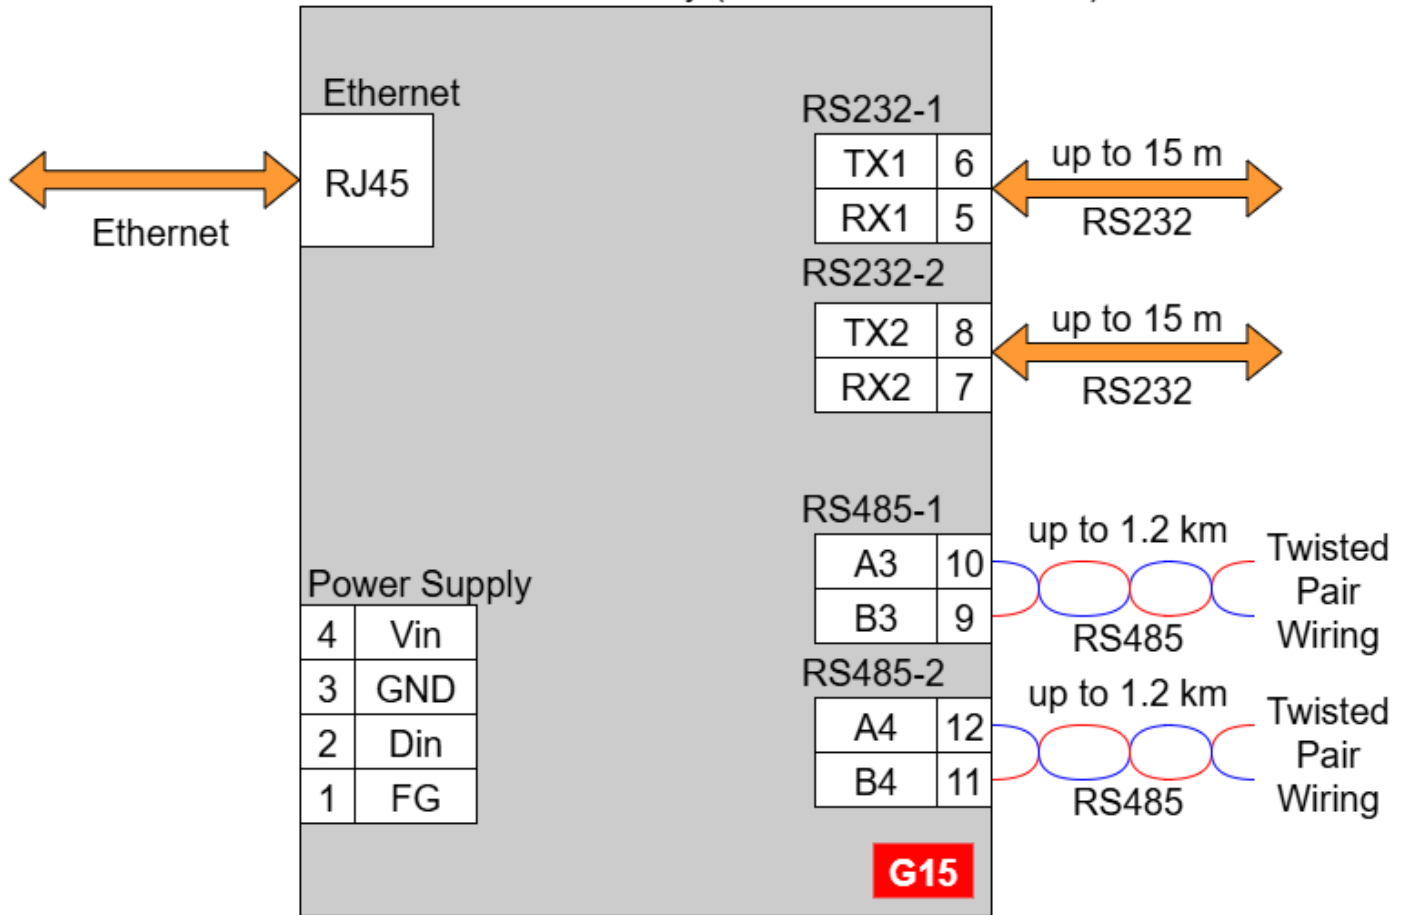 Ethernet
RJ45
Ethernet
Power Supply
4 Vin
3 GND
2 Din
1 FG
RS232-1
TX1 6
RX1 5
up to 15 m
RS232
RS232-2
TX2 8
RX2 7
up to 15 m
RS232
RS485-1
A3 10
B3 9
up to 1.2 km
RS485
Twisted
Pair
Wiring
RS485-2
A4 12
B4 11
up to 1.2 km
RS485
Twisted
Pair
Wiring
G15